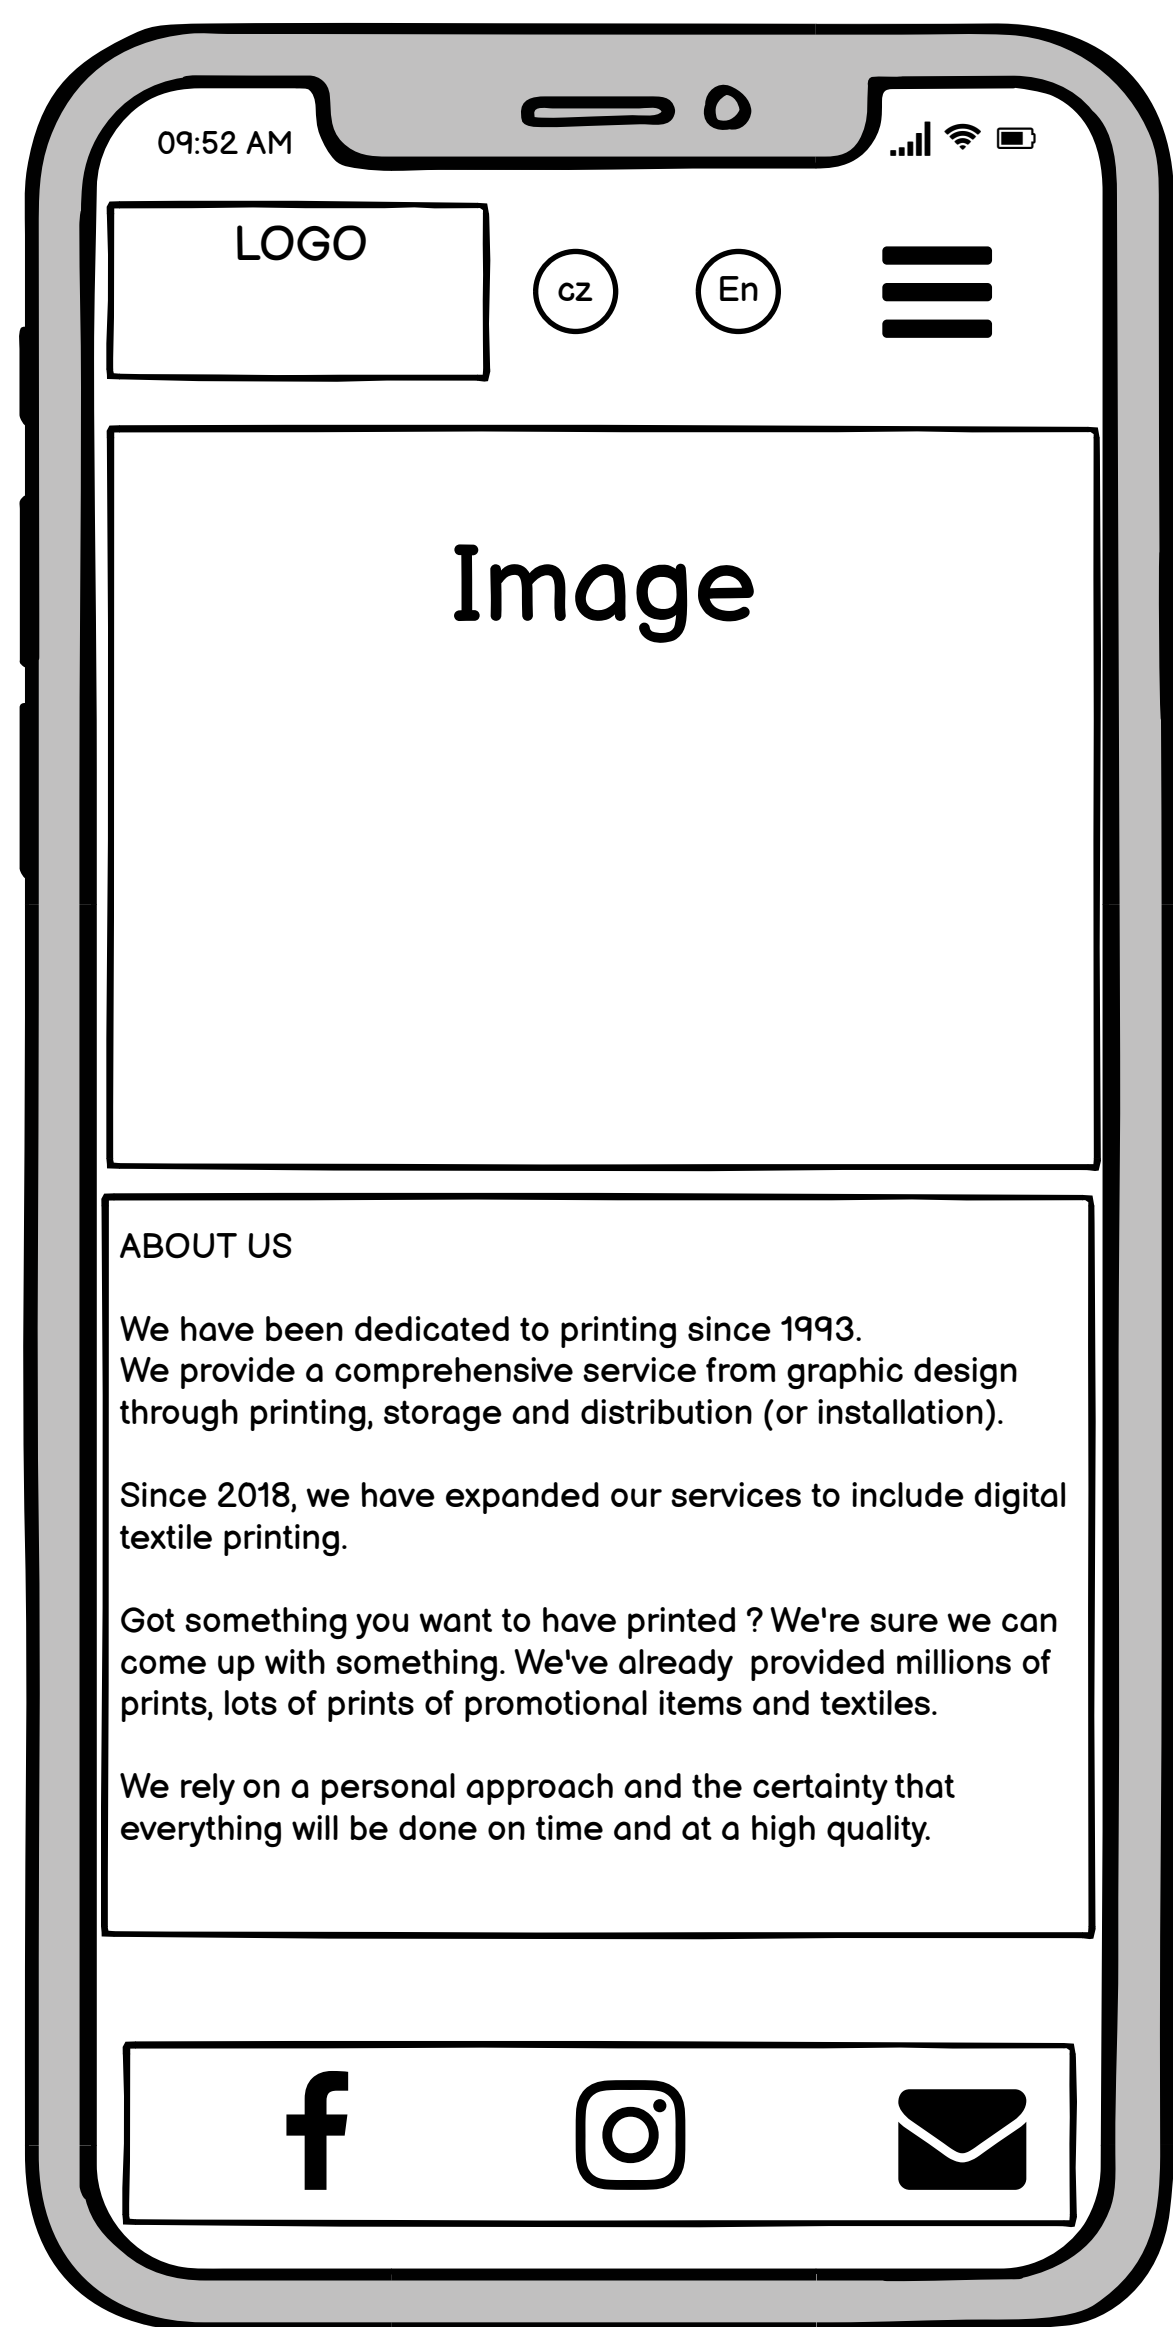 09:52 AM
LOGO
cz
En
Image
ABOUT US
We have been dedicated to printing since 1993.
We provide a comprehensive service from graphic design
through printing, storage and distribution (or installation).
Since 2018, we have expanded our services to include digital
textile printing.
Got something you want to have printed ? We're sure we can
come up with something. We've already  provided millions of
prints, lots of prints of promotional items and textiles.
We rely on a personal approach and the certainty that
everything will be done on time and at a high quality.